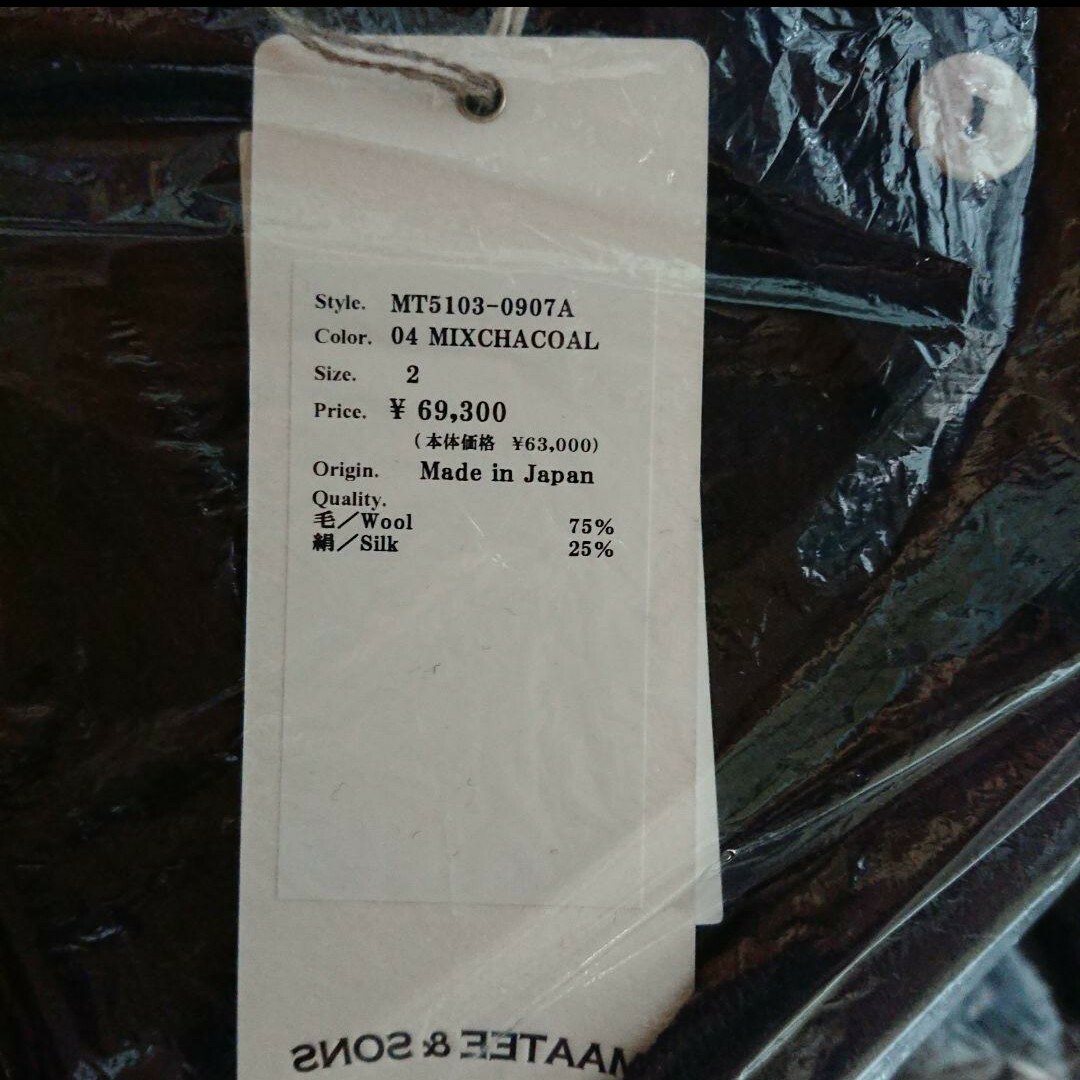 Style. MT5103-0907A
Color. 04 MIXCHACOAL
Size. 2
Price. ¥ 69,300
(本体価格 ¥63,000)
Origin. Made in Japan
Quality.
毛/Wool 75%
絹/Silk 25%
MAATEE & SONS